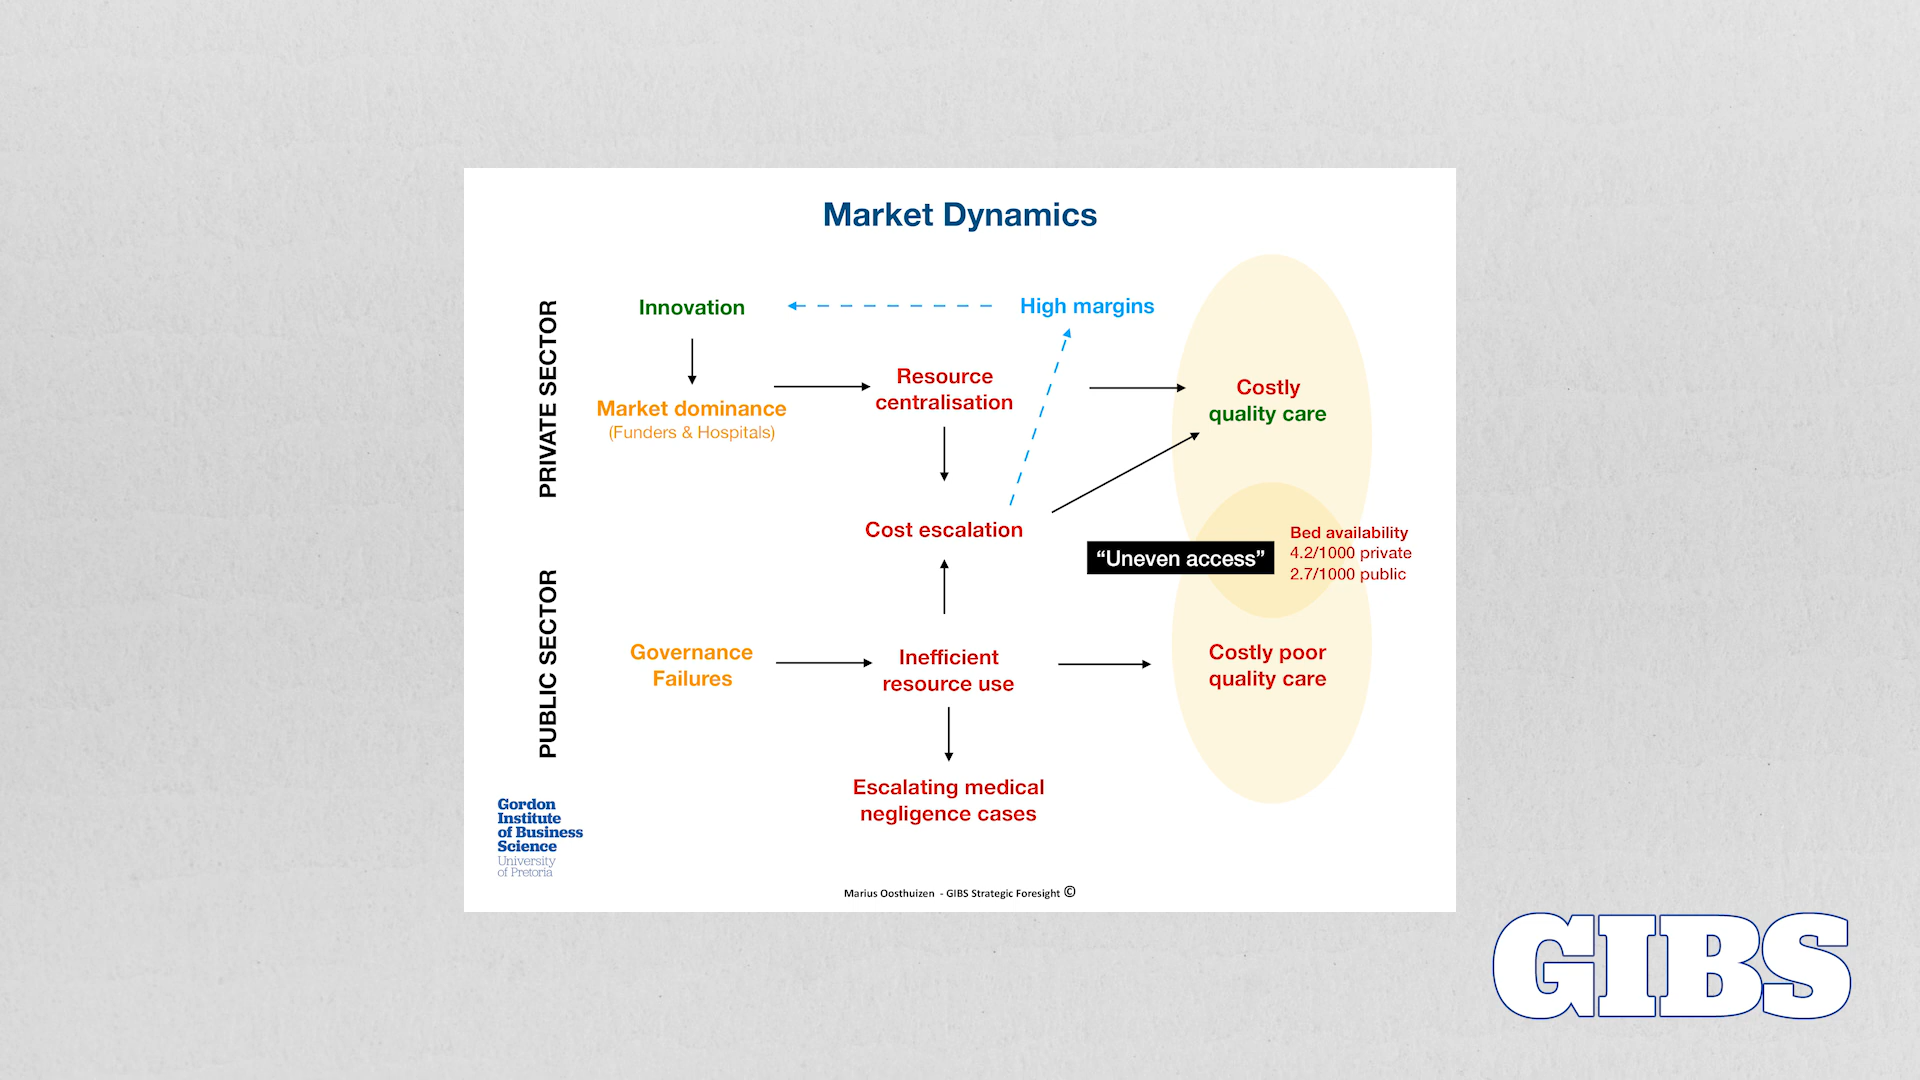 Market Dynamics
PRIVATE SECTOR
Innovation
High margins
Market dominance
(Funders & Hospitals)
Resource
centralisation
Costly
quality care
Cost escalation
"Uneven access"
Bed availability
4.2/1000 private
2.7/1000 public
PUBLIC SECTOR
Governance
Failures
Inefficient
resource use
Costly poor
quality care
Escalating medical
negligence cases
Gordon
Institute
of Business
Science
University
of Pretoria
Marius Oosthuizen - GIBS Strategic Foresight ©
GIBS